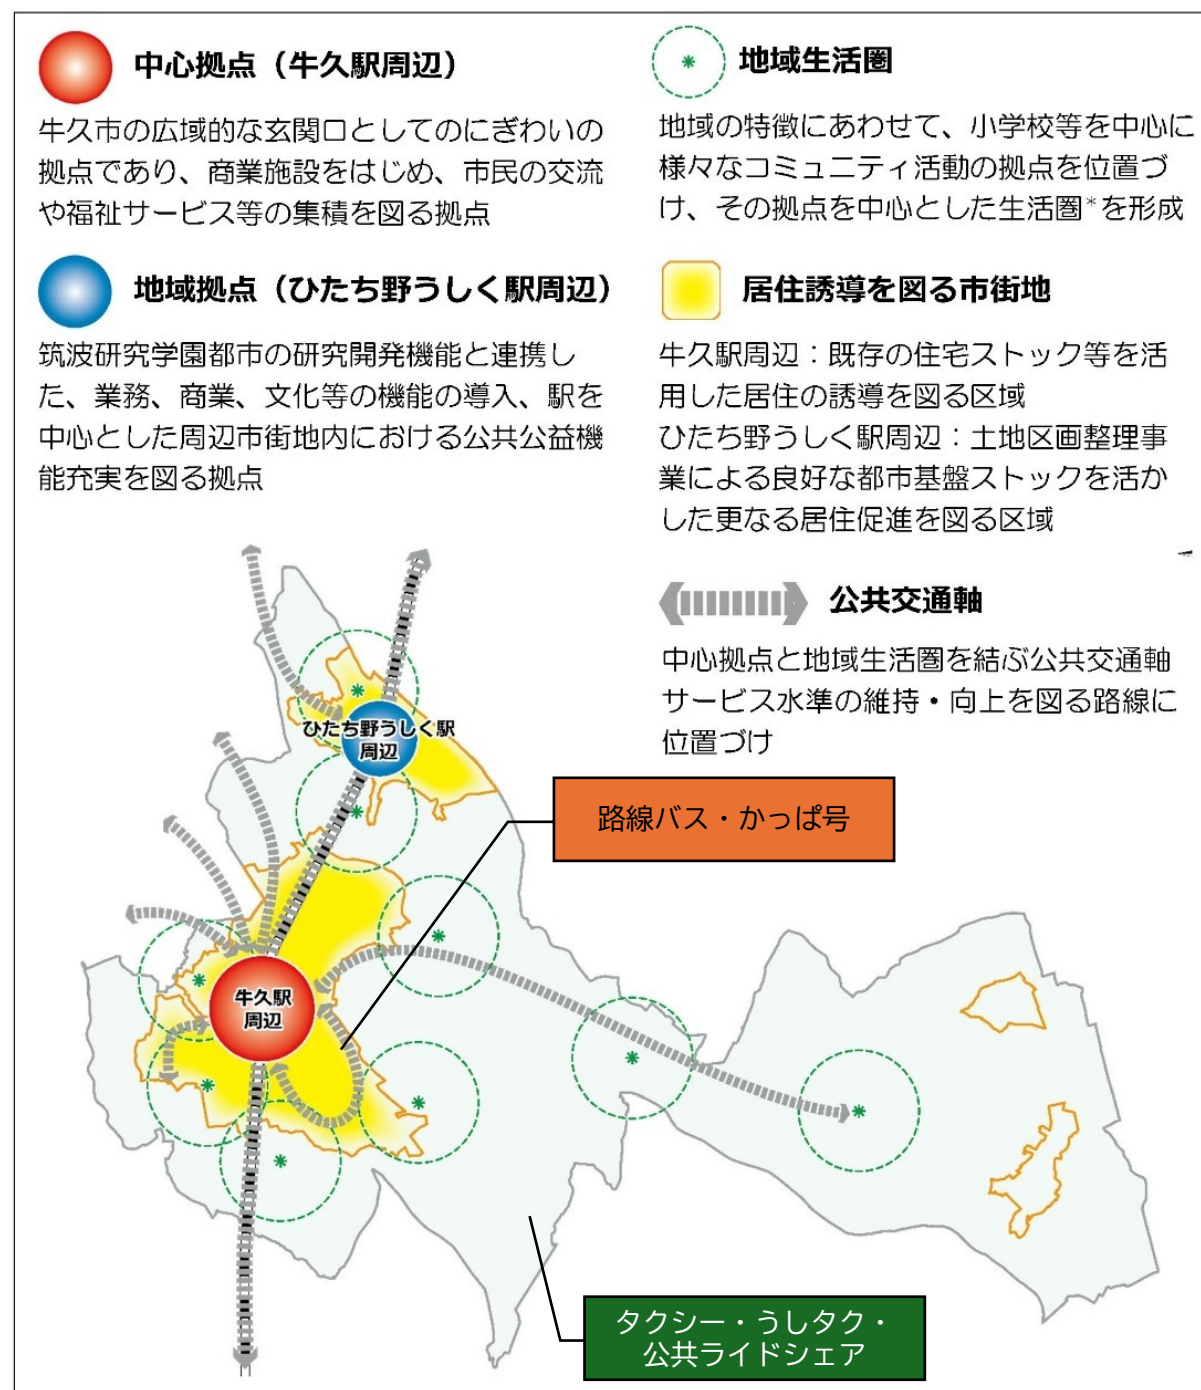 中心拠点（牛久駅周辺）
牛久市の広域的な玄関口としてのにぎわいの
拠点であり、商業施設をはじめ、市民の交流
や福祉サービス等の集積を図る拠点
地域拠点（ひたち野うしく駅周辺）
筑波研究学園都市の研究開発機能と連携し
た、業務、商業、文化等の機能の導入、駅を
中心とした周辺市街地内における公共公益機
能充実を図る拠点
地域生活圏
地域の特徴にあわせて、小学校等を中心に
様々なコミュニティ活動の拠点を位置づ
け、その拠点を中心とした生活圏*を形成
居住誘導を図る市街地
牛久駅周辺：既存の住宅ストック等を活
用した居住の誘導を図る区域
ひたち野うしく駅周辺：土地区画整理事
業による良好な都市基盤ストックを活か
した更なる居住促進を図る区域
公共交通軸
中心拠点と地域生活圏を結ぶ公共交通軸
サービス水準の維持・向上を図る路線に
位置づけ
ひたち野うしく駅
周辺
路線バス・かっぱ号
牛久駅
周辺
タクシー・うしタク・
公共ライドシェア